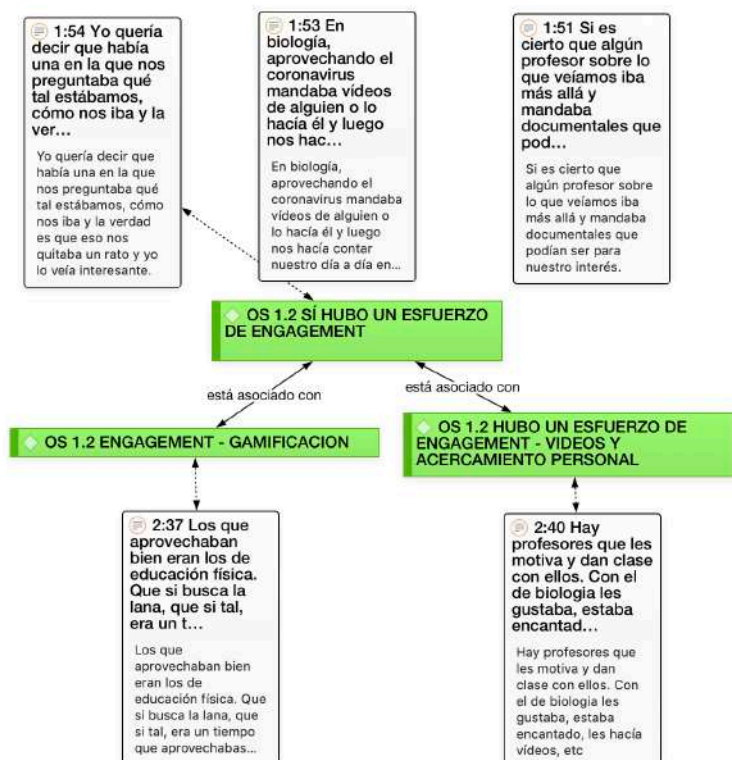 1:54 Yo quería
decir que había
una en la que nos
preguntaba qué
tal estábamos,
cómo nos iba y la
ver...
Yo quería decir que
había una en la que
nos preguntaba qué
tal estábamos, cómo
nos iba y la verdad
es que eso nos
quitaba un rato y yo
lo veía interesante.
1:53 En
biología,
aprovechando el
coronavirus
mandaba vídeos
de alguien o lo
hacía él y luego
nos hac...
En biología,
aprovechando el
coronavirus mandaba
vídeos de alguien o
lo hacía él y luego
nos hacía contar
nuestro día a día en...
1:51 Si es
cierto que algún
profesor sobre lo
que veíamos iba
más allá y
mandaba
documentales que
pod...
Si es cierto que
algún profesor sobre
lo que veíamos iba
más allá y mandaba
documentales que
podían ser para
nuestro interés.
OS 1.2 SÍ HUBO UN ESFUERZO
DE ENGAGEMENT
está asociado con
está asociado con
OS 1.2 ENGAGEMENT - GAMIFICACION
OS 1.2 HUBO UN ESFUERZO DE
ENGAGEMENT - VIDEOS Y
ACERCAMIENTO PERSONAL
2:37 Los que
aprovechaban
bien eran los de
educación física.
Que si busca la
lana, que si tal,
era un t...
Los que
aprovechaban bien
eran los de
educación física. Que
si busca la lana, que
si tal, era un tiempo
que aprovechabas...
2:40 Hay
profesores que les
motiva y dan clase
con ellos. Con el
de biologia les
gustaba, estaba
encantad...
Hay profesores que
les motiva y dan
clase con ellos. Con
el de biologia les
gustaba, estaba
encantado, les hacía
vídeos, etc